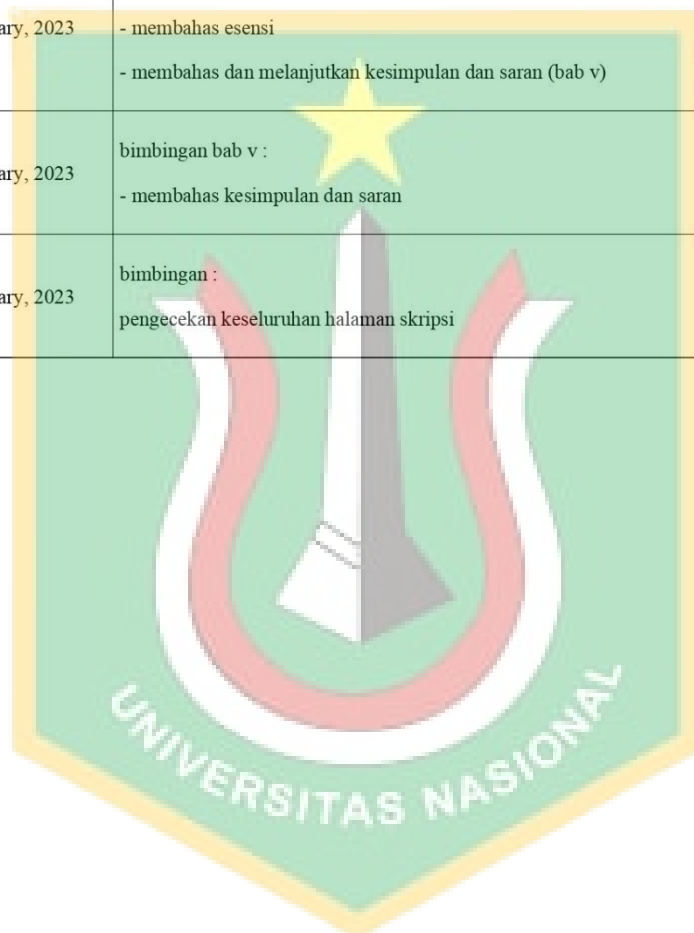 ary, 2023
- membahas esensi
- membahas dan melanjutkan kesimpulan dan saran (bab v)
ary, 2023
bimbingan bab v :
- membahas kesimpulan dan saran
ary, 2023
bimbingan :
pengecekan keseluruhan halaman skripsi
UNIVERSITAS NASIONAL